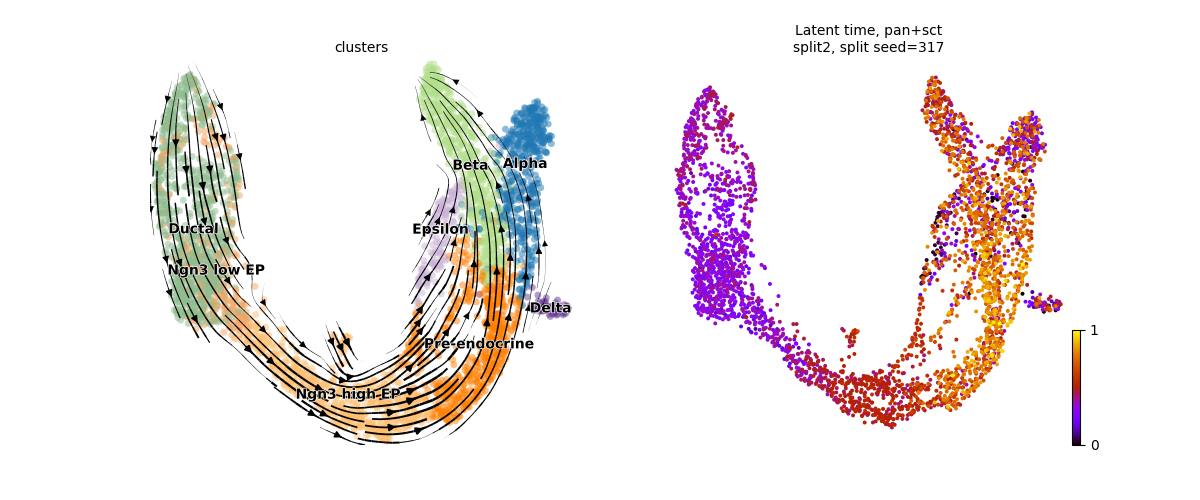 clusters
Beta
Alpha
Ductal
Epsilon
Ngn3 low EP
Delta
Pre-endocrine
Ngn3 high EP
Latent time, pan+sct
split2, split seed=317
1
0